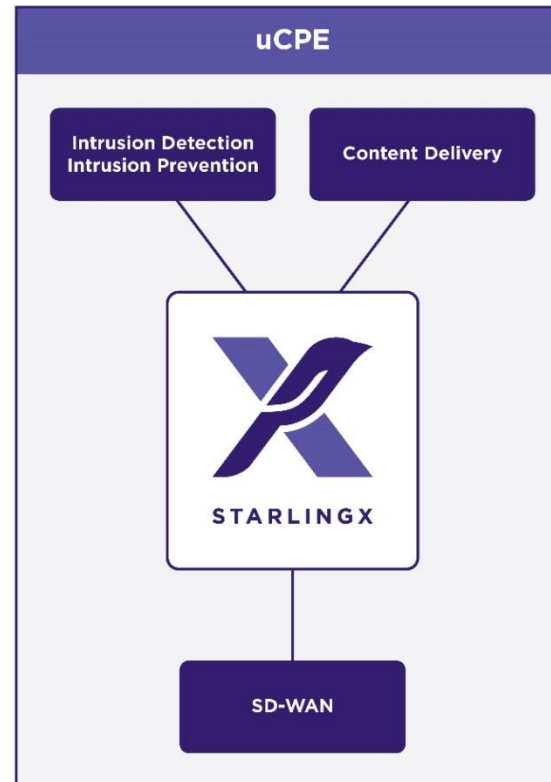 uCPE
Intrusion Detection
Intrusion Prevention
Content Delivery
STARLINGX
SD-WAN